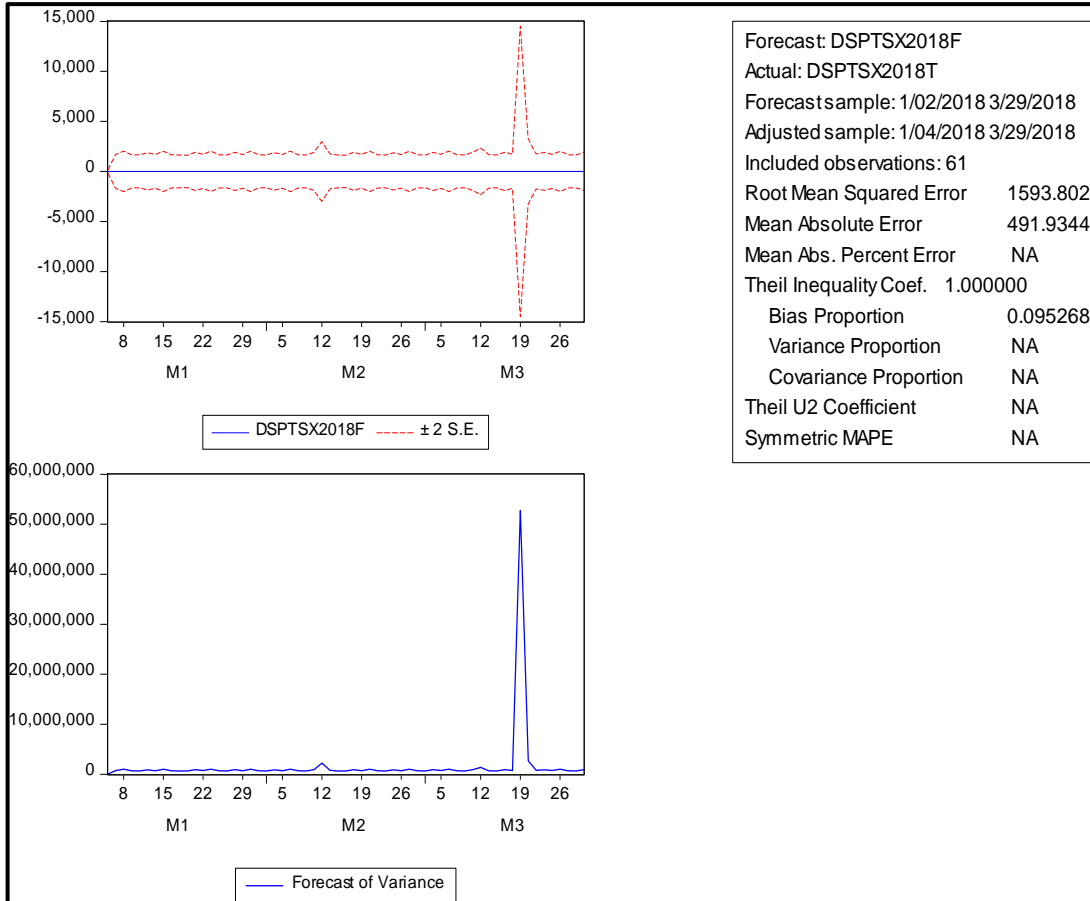 15,000
10,000
5,000
0
-5,000
-10,000
-15,000
8 15 22 29 5 12 19 26 5 12 19 26
M1 M2 M3
DSPTSX2018F ± 2 S.E.
Forecast: DSPTSX2018F
Actual: DSPTSX2018T
Forecast sample: 1/02/2018 3/29/2018
Adjusted sample: 1/04/2018 3/29/2018
Included observations: 61
Root Mean Squared Error 1593.802
Mean Absolute Error 491.9344
Mean Abs. Percent Error NA
Theil Inequality Coef. 1.000000
Bias Proportion 0.095268
Variance Proportion NA
Covariance Proportion NA
Theil U2 Coefficient NA
Symmetric MAPE NA
60,000,000
50,000,000
40,000,000
30,000,000
20,000,000
10,000,000
0
8 15 22 29 5 12 19 26 5 12 19 26
M1 M2 M3
Forecast of Variance